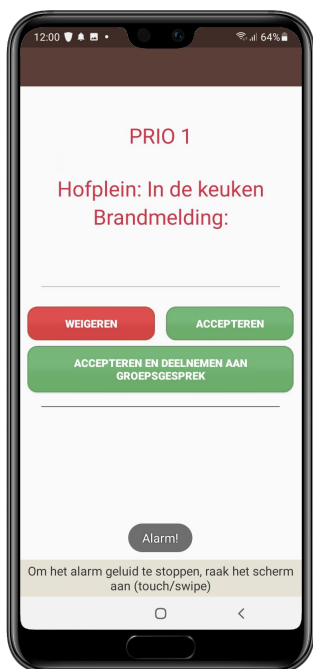 12:00
64%
PRIO 1
Hofplein: In de keuken
Brandmelding:
WEIGEREN
ACCEPTEREN
ACCEPTEREN EN DEELNEMEN AAN
GROEPSGESPREK
Alarm!
Om het alarm geluid te stoppen, raak het scherm
aan (touch/swipe)